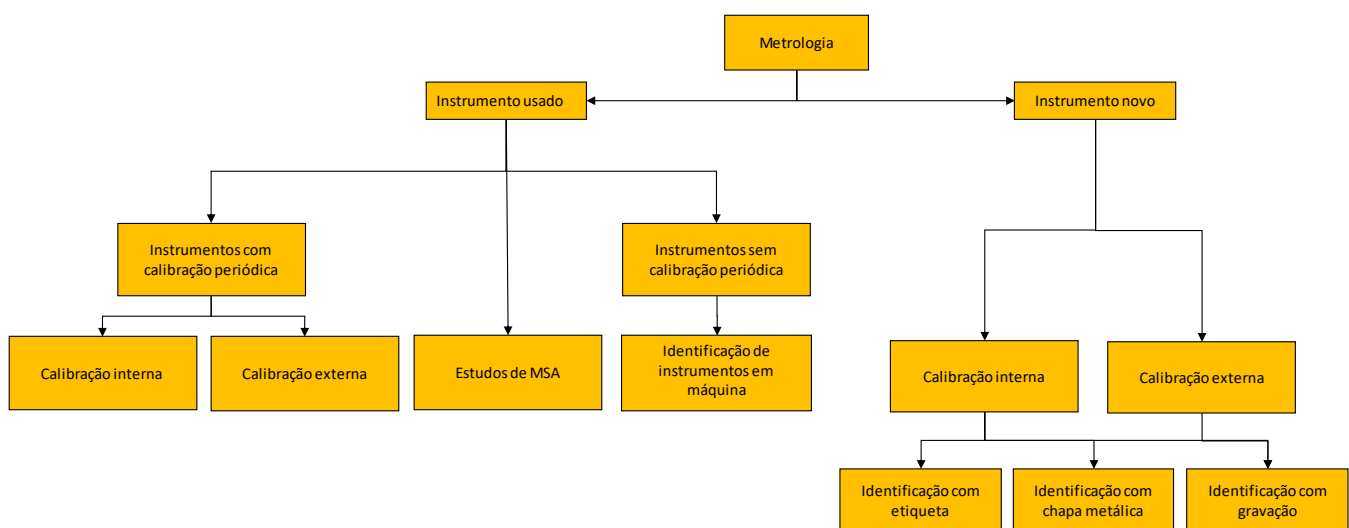 Metrologia
Instrumento usado
Instrumento novo
Instrumentos com
calibração periódica
Instrumentos sem
calibração periódica
Calibração interna
Calibração externa
Estudos de MSA
Identificação de
instrumentos em
máquina
Calibração interna
Calibração externa
Identificação com
etiqueta
Identificação com
chapa metálica
Identificação com
gravação